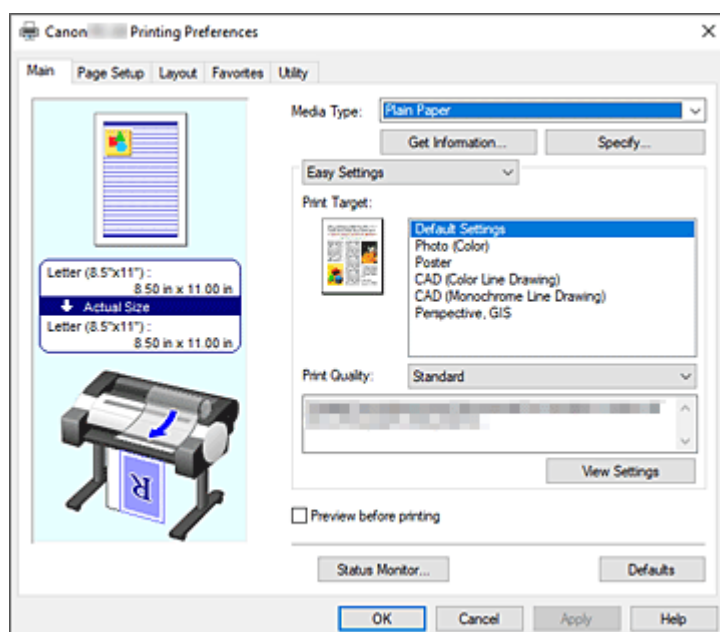 Canon Printing Preferences
Main Page Setup Layout Favorites Utility
Media Type: Plain Paper
Get Information... Specify...
Easy Settings
Print Target:
Default Settings
Photo (Color)
Poster
CAD (Color Line Drawing)
CAD (Monochrome Line Drawing)
Perspective, GIS
Letter (8.5"x11") :
8.50 in x 11.00 in
Actual Size
Letter (8.5"x11") :
8.50 in x 11.00 in
Print Quality: Standard
R
View Settings
Preview before printing
Status Monitor... Defaults
OK Cancel Apply Help